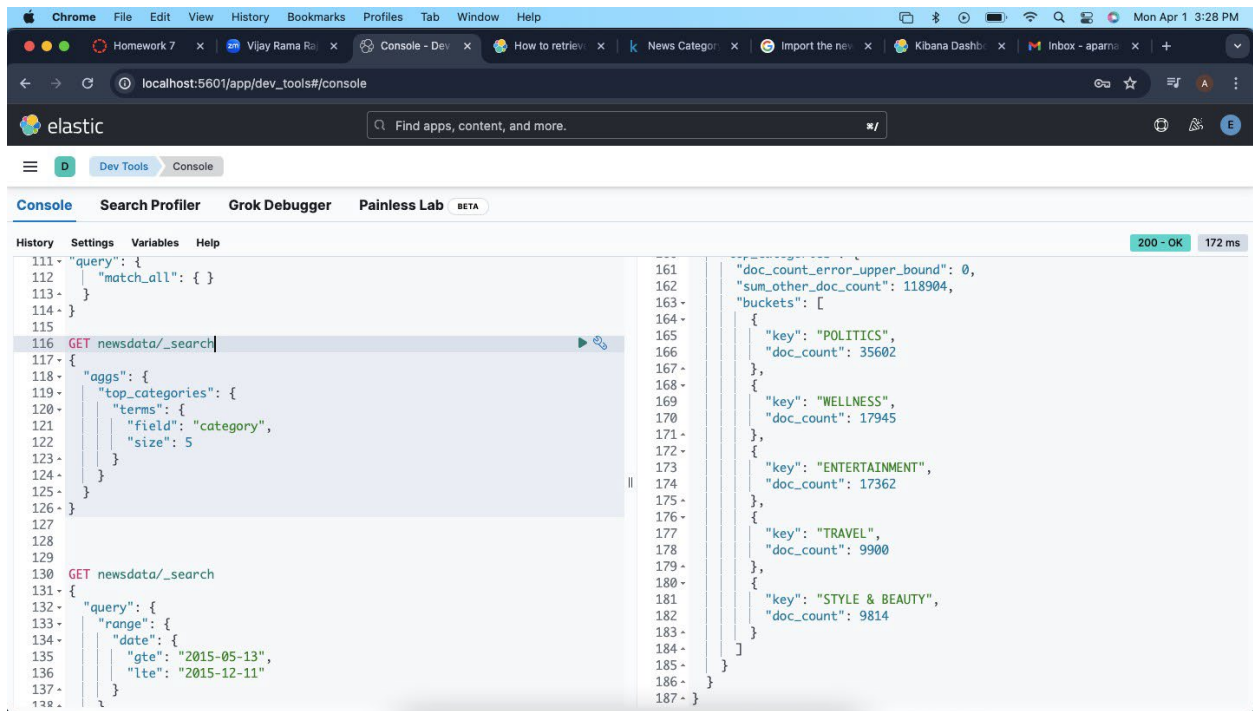 Chrome File Edit View History Bookmarks Profiles Tab Window Help Mon Apr 1 3:28 PM
Homework 7 Vijay Rama Raj Console - Dev How to retriev News Categor Import the new Kibana Dashb Inbox - aparna
localhost:5601/app/dev_tools#/console A
elastic Find apps, content, and more. ⌘/ E
D Dev Tools Console
Console Search Profiler Grok Debugger Painless Lab BETA
History Settings Variables Help 200 - OK 172 ms
111 "query": {
112 "match_all": { }
113 }
114 }
115
116 GET newsdata/_search
117 {
118 "aggs": {
119 "top_categories": {
120 "terms": {
121 "field": "category",
122 "size": 5
123 }
124 }
125 }
126 }
127
128
129
130 GET newsdata/_search
131 {
132 "query": {
133 "range": {
134 "date": {
135 "gte": "2015-05-13",
136 "lte": "2015-12-11"
137 }
138 }
161 "doc_count_error_upper_bound": 0,
162 "sum_other_doc_count": 118904,
163 "buckets": [
164 {
165 "key": "POLITICS",
166 "doc_count": 35602
167 },
168 {
169 "key": "WELLNESS",
170 "doc_count": 17945
171 },
172 {
173 "key": "ENTERTAINMENT",
174 "doc_count": 17362
175 },
176 {
177 "key": "TRAVEL",
178 "doc_count": 9900
179 },
180 {
181 "key": "STYLE & BEAUTY",
182 "doc_count": 9814
183 }
184 ]
185 }
186 }
187 }